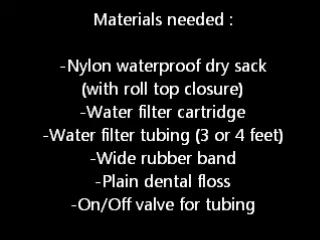 Materials needed :
-Nylon waterproof dry sack
(with roll top closure)
-Water filter cartridge
-Water filter tubing (3 or 4 feet)
-Wide rubber band
-Plain dental floss
-On/Off valve for tubing